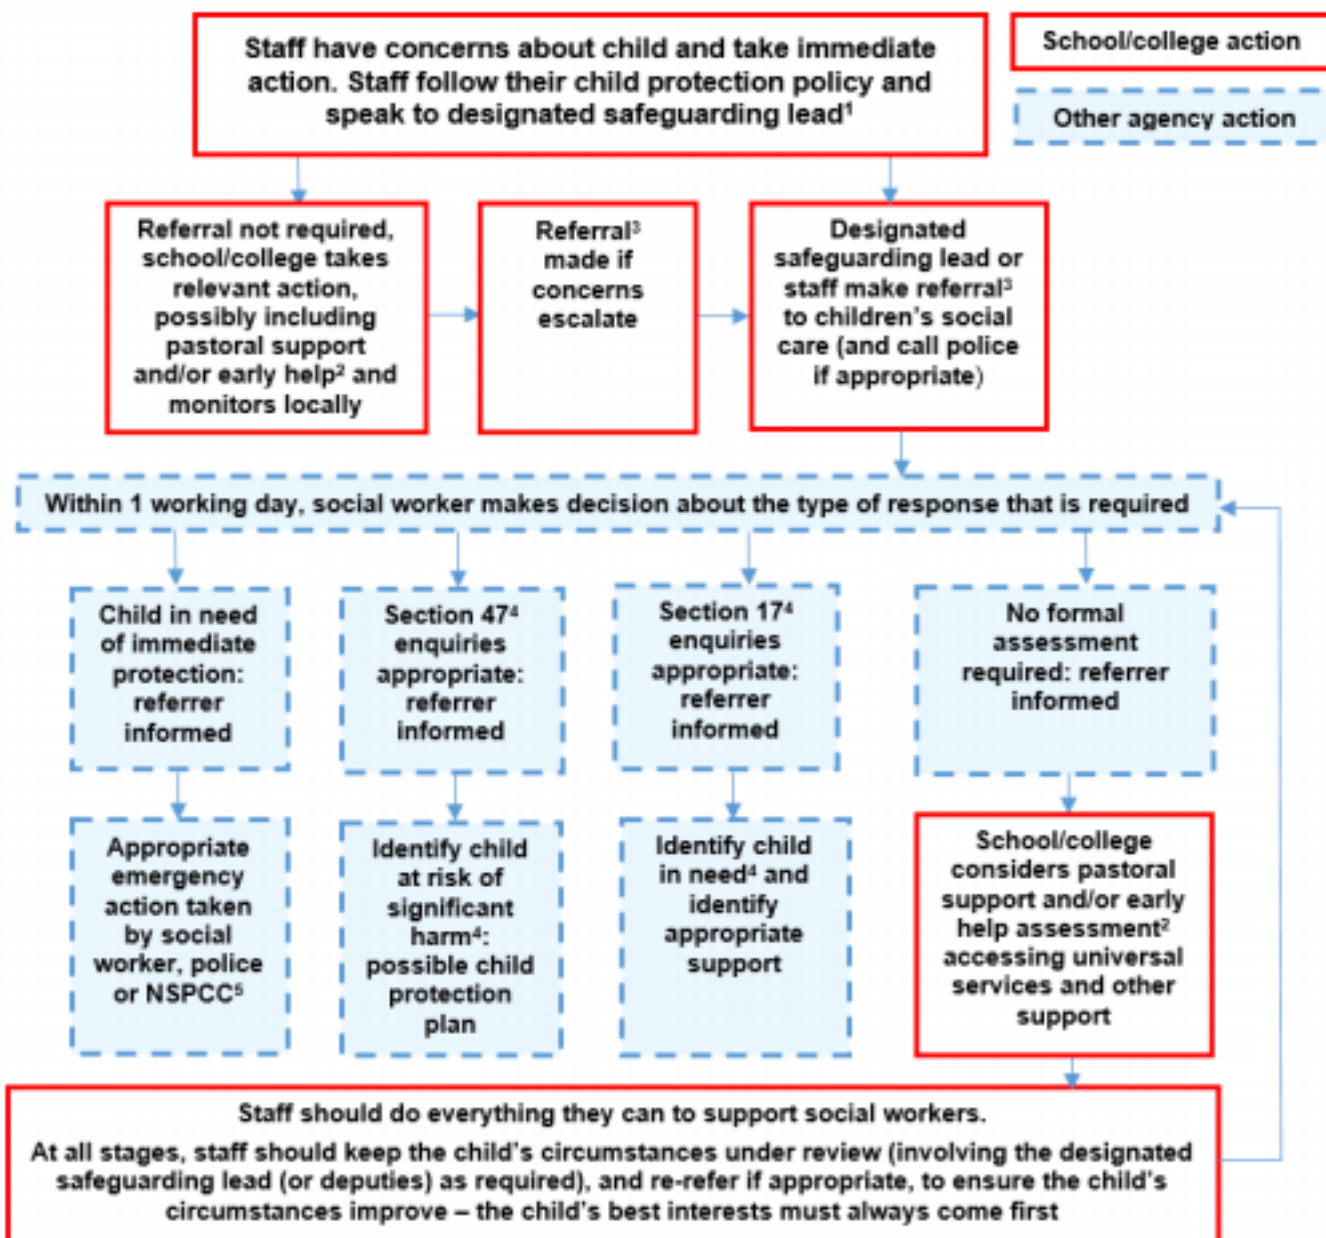 Staff have concerns about child and take immediate
action. Staff follow their child protection policy and
speak to designated safeguarding lead¹
School/college action
Other agency action
Referral not required,
school/college takes
relevant action,
possibly including
pastoral support
and/or early help² and
monitors locally
Referral³
made if
concerns
escalate
Designated
safeguarding lead or
staff make referral³
to children's social
care (and call police
if appropriate)
Within 1 working day, social worker makes decision about the type of response that is required
Child in need
of immediate
protection:
referrer
informed
Section 47⁴
enquiries
appropriate:
referrer
informed
Section 17⁴
enquiries
appropriate:
referrer
informed
No formal
assessment
required: referrer
informed
Appropriate
emergency
action taken
by social
worker, police
or NSPCC⁵
Identify child
at risk of
significant
harm⁴:
possible child
protection
plan
Identify child
in need⁴ and
identify
appropriate
support
School/college
considers pastoral
support and/or early
help assessment²
accessing universal
services and other
support
Staff should do everything they can to support social workers.
At all stages, staff should keep the child's circumstances under review (involving the designated
safeguarding lead (or deputies) as required), and re-refer if appropriate, to ensure the child's
circumstances improve – the child's best interests must always come first